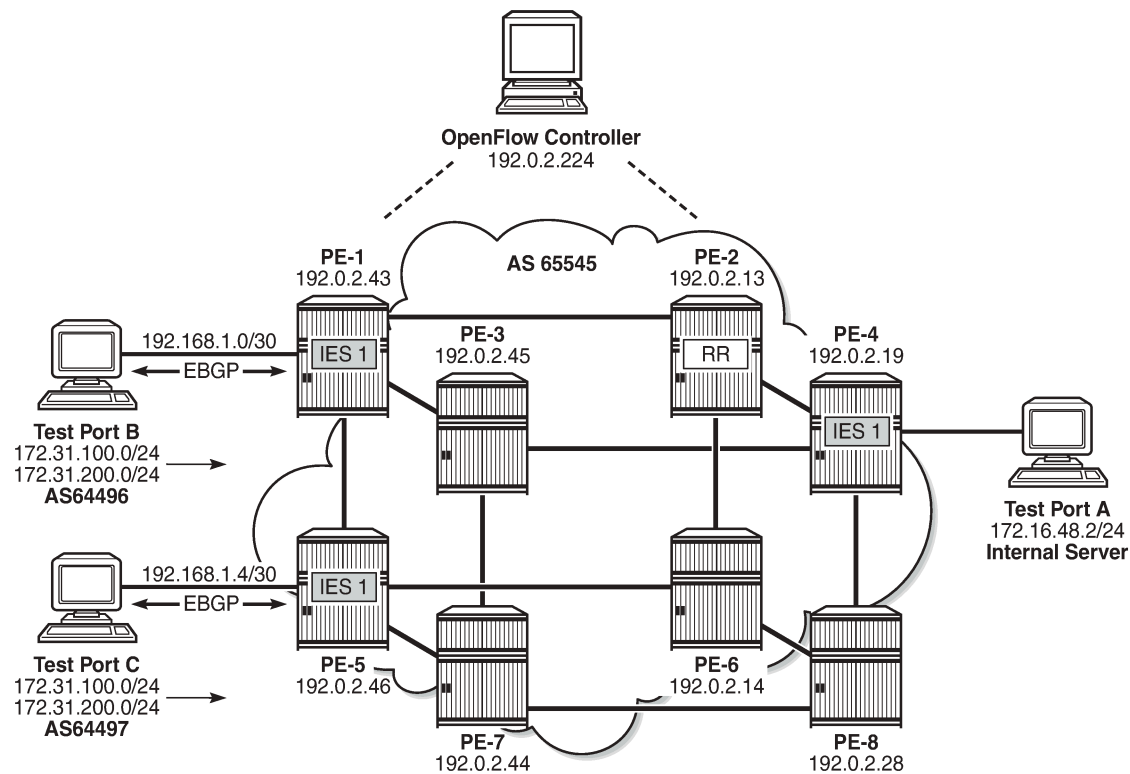 OpenFlow Controller
192.0.2.224
AS 65545
PE-1
192.0.2.43
PE-2
192.0.2.13
PE-3
192.0.2.45
PE-4
192.0.2.19
192.168.1.0/30
EBGP
IES 1
RR
IES 1
Test Port B
172.31.100.0/24
172.31.200.0/24
AS64496
Test Port A
172.16.48.2/24
Internal Server
192.168.1.4/30
EBGP
IES 1
Test Port C
172.31.100.0/24
172.31.200.0/24
AS64497
PE-5
192.0.2.46
PE-6
192.0.2.14
PE-7
192.0.2.44
PE-8
192.0.2.28